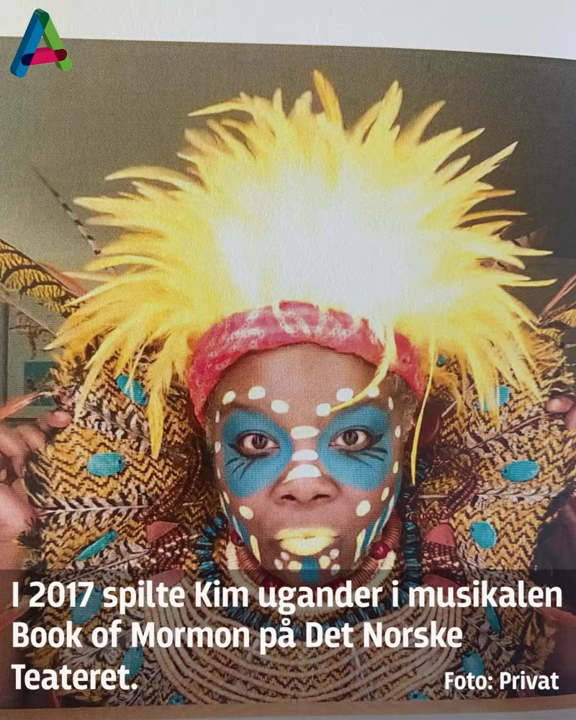 I 2017 spilte Kim ugander i musikalen
Book of Mormon på Det Norske
Teateret.
Foto: Privat